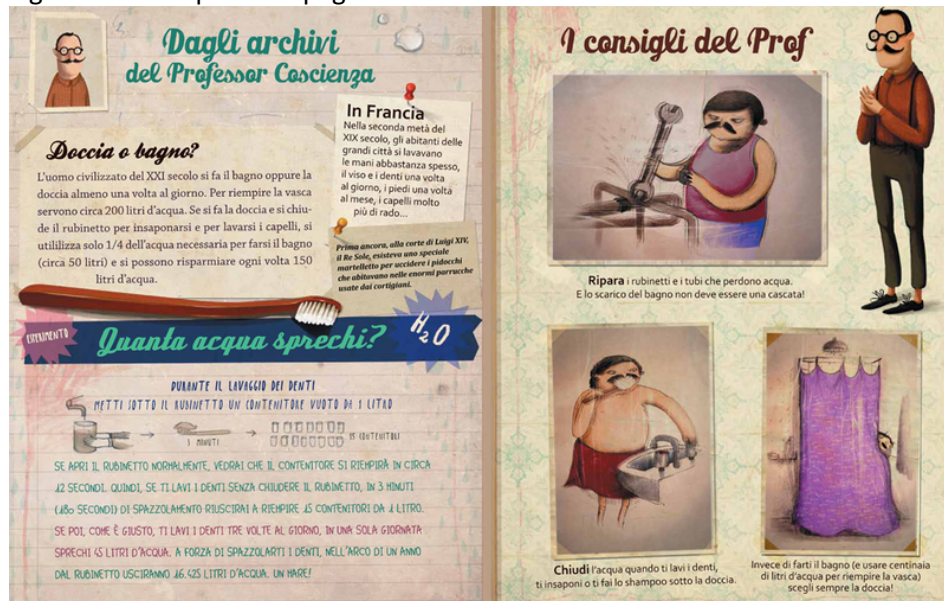 Dagli archivi
del Professor Coscienza
Doccia o bagno?
L'uomo civilizzato del XXI secolo si fa il bagno oppure la
doccia almeno una volta al giorno. Per riempire la vasca
servono circa 200 litri d'acqua. Se si fa la doccia e si chiu-
de il rubinetto per insaponarsi e per lavarsi i capelli, si
utililizza solo 1/4 dell'acqua necessaria per farsi il bagno
(circa 50 litri) e si possono risparmiare ogni volta 150
litri d'acqua.
In Francia
Nella seconda metà del
XIX secolo, gli abitanti delle
grandi città si lavavano
le mani abbastanza spesso,
il viso e i denti una volta
al giorno, i piedi una volta
al mese, i capelli molto
più di rado...
Prima ancora, alla corte di Luigi XIV,
il Re Sole, esisteva uno speciale
martelletto per uccidere i pidocchi
che abitavano nelle enormi parrucche
usate dai cortigiani.
ESPERIMENTO
Quanta acqua sprechi?
H2O
DURANTE IL LAVAGGIO DEI DENTI
METTI SOTTO IL RUBINETTO UN CONTENITORE VUOTO DA 1 LITRO
3 MINUTI
15 CONTENITORI
SE APRI IL RUBINETTO NORMALMENTE, VEDRAI CHE IL CONTENITORE SI RIEMPIRÀ IN CIRCA
12 SECONDI. QUINDI, SE TI LAVI I DENTI SENZA CHIUDERE IL RUBINETTO, IN 3 MINUTI
(180 SECONDI) DI SPAZZOLAMENTO RIUSCIRAI A RIEMPIRE 15 CONTENITORI DA 1 LITRO.
SE POI, COME È GIUSTO, TI LAVI I DENTI TRE VOLTE AL GIORNO, IN UNA SOLA GIORNATA
SPRECHI 45 LITRI D'ACQUA. A FORZA DI SPAZZOLARTI I DENTI, NELL'ARCO DI UN ANNO
DAL RUBINETTO USCIRANNO 16.425 LITRI D'ACQUA. UN MARE!
I consigli del Prof
Ripara i rubinetti e i tubi che perdono acqua.
E lo scarico del bagno non deve essere una cascata!
Chiudi l'acqua quando ti lavi i denti,
ti insaponi o ti fai lo shampoo sotto la doccia.
Invece di farti il bagno (e usare centinaia
di litri d'acqua per riempire la vasca)
scegli sempre la doccia!